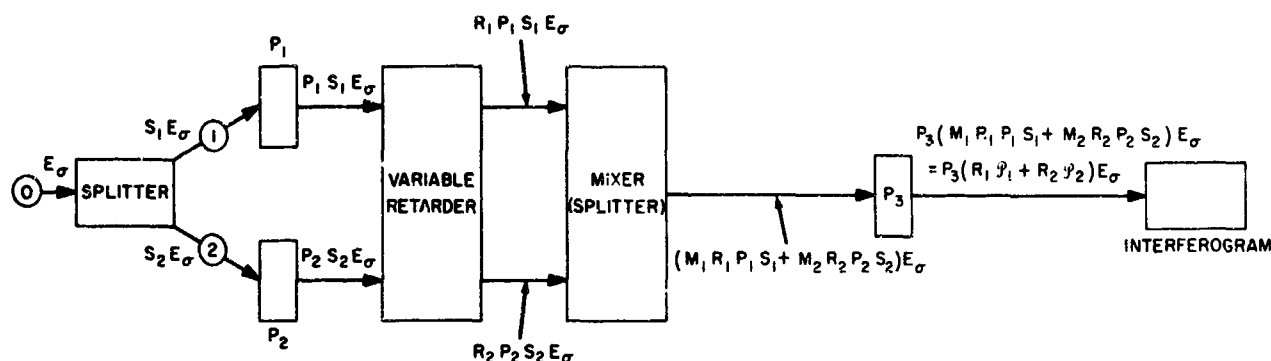 R₁ P₁ S₁ E_σ
P₁
P₁ S₁ E_σ
S₁ E_σ
1
E_σ
0
SPLITTER
VARIABLE
RETARDER
MIXER
(SPLITTER)
P₃ (M₁ R₁ P₁ S₁ + M₂ R₂ P₂ S₂) E_σ
= P₃ (R₁ 𝒫₁ + R₂ 𝒫₂) E_σ
P₃
INTERFEROGRAM
2
S₂ E_σ
P₂ S₂ E_σ
P₂
(M₁ R₁ P₁ S₁ + M₂ R₂ P₂ S₂) E_σ
R₂ P₂ S₂ E_σ